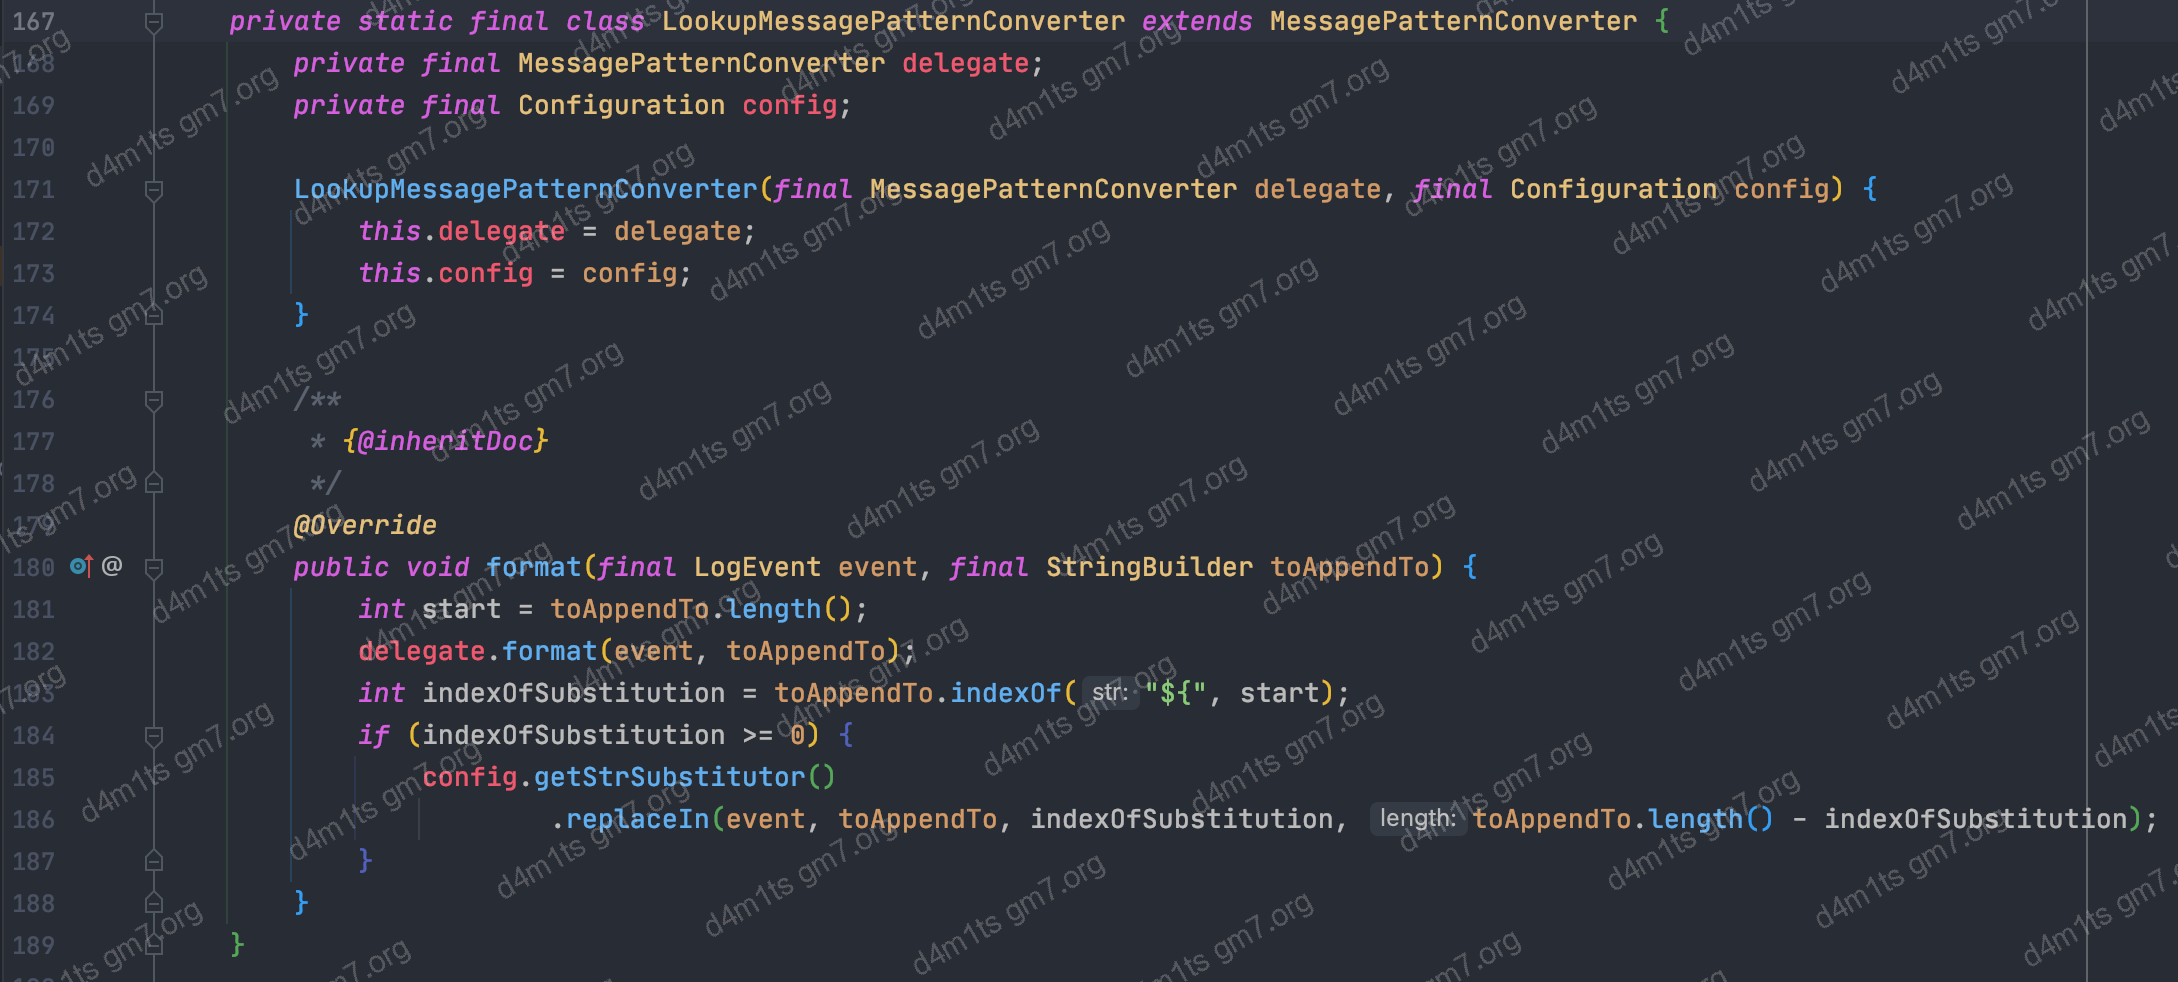 167 private static final class LookupMessagePatternConverter extends MessagePatternConverter {
168 private final MessagePatternConverter delegate;
169 private final Configuration config;
170
171 LookupMessagePatternConverter(final MessagePatternConverter delegate, final Configuration config) {
172 this.delegate = delegate;
173 this.config = config;
174 }
175
176 /**
177 * {@inheritDoc}
178 */
179 @Override
180 @ public void format(final LogEvent event, final StringBuilder toAppendTo) {
181 int start = toAppendTo.length();
182 delegate.format(event, toAppendTo);
183 int indexOfSubstitution = toAppendTo.indexOf( str: "${", start);
184 if (indexOfSubstitution >= 0) {
185 config.getStrSubstitutor()
186 .replaceIn(event, toAppendTo, indexOfSubstitution, length: toAppendTo.length() - indexOfSubstitution);
187 }
188 }
189 }
d4m1ts gm7.org